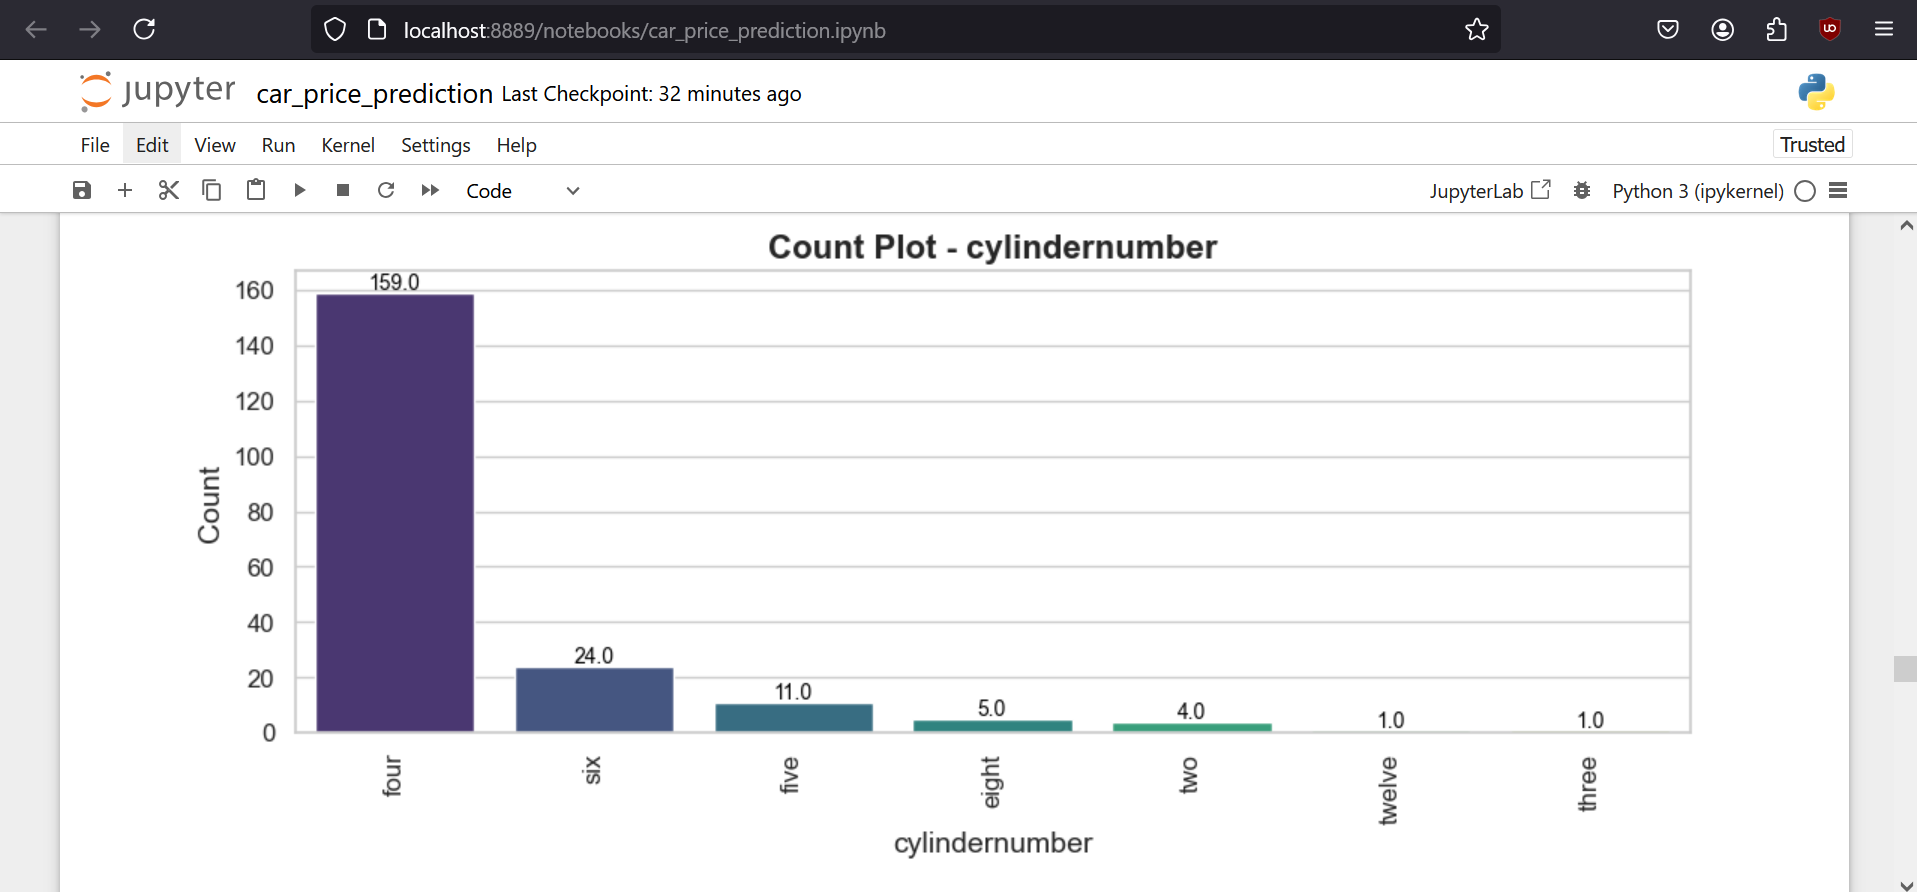 localhost:8889/notebooks/car_price_prediction.ipynb
jupyter car_price_prediction Last Checkpoint: 32 minutes ago
File Edit View Run Kernel Settings Help Trusted
Code JupyterLab Python 3 (ipykernel)
Count Plot - cylindernumber
159.0
160
140
120
100
80
60
40
20
0
Count
24.0
11.0
5.0
4.0
1.0
1.0
four
six
five
eight
two
twelve
three
cylindernumber